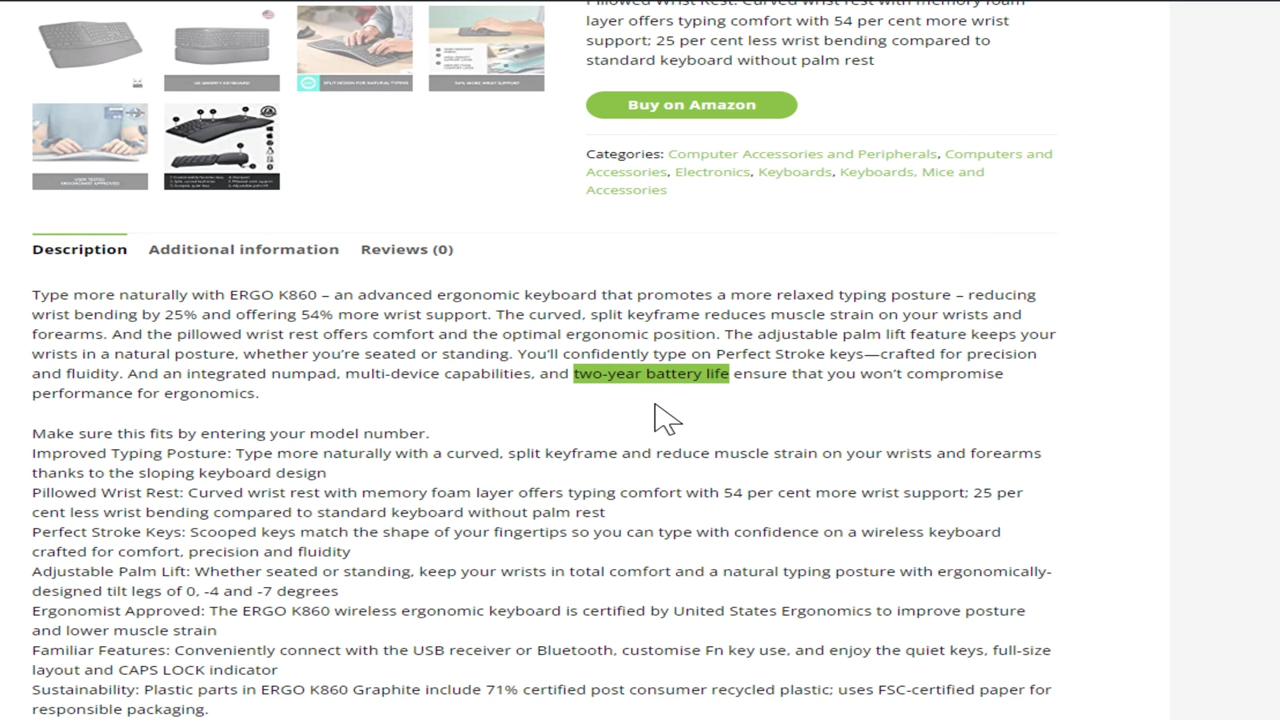 layer offers typing comfort with 54 per cent more wrist
support; 25 per cent less wrist bending compared to
standard keyboard without palm rest
Buy on Amazon
Categories: Computer Accessories and Peripherals, Computers and
Accessories, Electronics, Keyboards, Keyboards, Mice and
Accessories
Description Additional information Reviews (0)
Type more naturally with ERGO K860 – an advanced ergonomic keyboard that promotes a more relaxed typing posture – reducing
wrist bending by 25% and offering 54% more wrist support. The curved, split keyframe reduces muscle strain on your wrists and
forearms. And the pillowed wrist rest offers comfort and the optimal ergonomic position. The adjustable palm lift feature keeps your
wrists in a natural posture, whether you’re seated or standing. You’ll confidently type on Perfect Stroke keys—crafted for precision
and fluidity. And an integrated numpad, multi-device capabilities, and two-year battery life ensure that you won’t compromise
performance for ergonomics.
Make sure this fits by entering your model number.
Improved Typing Posture: Type more naturally with a curved, split keyframe and reduce muscle strain on your wrists and forearms
thanks to the sloping keyboard design
Pillowed Wrist Rest: Curved wrist rest with memory foam layer offers typing comfort with 54 per cent more wrist support; 25 per
cent less wrist bending compared to standard keyboard without palm rest
Perfect Stroke Keys: Scooped keys match the shape of your fingertips so you can type with confidence on a wireless keyboard
crafted for comfort, precision and fluidity
Adjustable Palm Lift: Whether seated or standing, keep your wrists in total comfort and a natural typing posture with ergonomically-
designed tilt legs of 0, -4 and -7 degrees
Ergonomist Approved: The ERGO K860 wireless ergonomic keyboard is certified by United States Ergonomics to improve posture
and lower muscle strain
Familiar Features: Conveniently connect with the USB receiver or Bluetooth, customise Fn key use, and enjoy the quiet keys, full-size
layout and CAPS LOCK indicator
Sustainability: Plastic parts in ERGO K860 Graphite include 71% certified post consumer recycled plastic; uses FSC-certified paper for
responsible packaging.